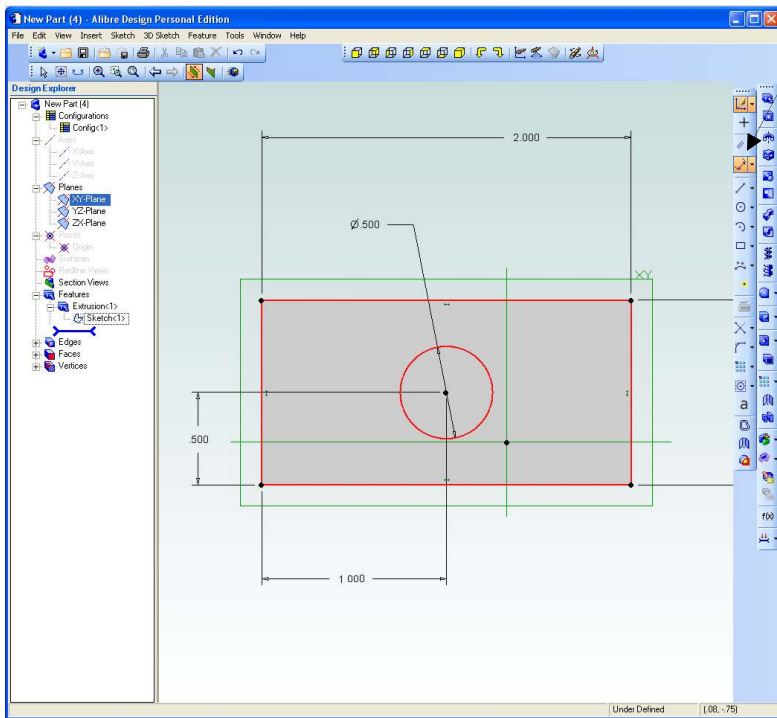 New Part (4) - Alibre Design Personal Edition
File Edit View Insert Sketch 3D Sketch Feature Tools Window Help
Design Explorer
New Part (4)
Configurations
Config<1>
Axes
X-Axis
Y-Axis
Z-Axis
Planes
XY-Plane
YZ-Plane
ZX-Plane
Points
Origin
Surfaces
Redline Views
Section Views
Features
Extrusion<1>
Sketch<1>
Edges
Faces
Vertices
2.000
Ø.500
XY
.500
1.000
a
f(x)
Under Defined (.08, -.75)